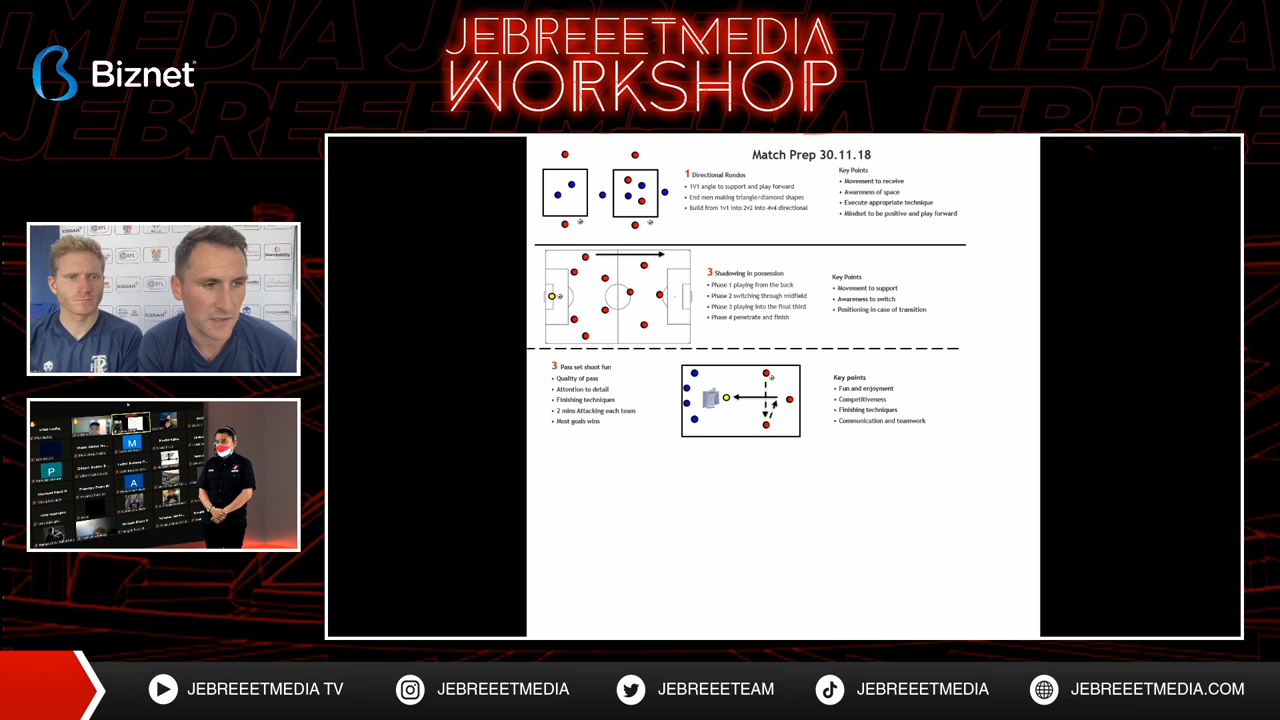 JEBREEETMEDIA
WORKSHOP
Biznet
Match Prep 30.11.18
1 Directional Rondos
• 1V1 angle to support and play forward
• End men making triangle/diamond shapes
• Build from 1v1 into 2v2 into 4v4 directional
Key Points
• Movement to receive
• Awareness of space
• Execute appropriate technique
• Mindset to be positive and play forward
3 Shadowing in possession
• Phase 1 playing from the back
• Phase 2 switching through midfield
• Phase 3 playing into the final third
• Phase 4 penetrate and finish
Key Points
• Movement to support
• Awareness to switch
• Positioning in case of transition
3 Pass set shoot fun
• Quality of pass
• Attention to detail
• Finishing techniques
• 2 mins Attacking each team
• Most goals wins
Key points
• Fun and enjoyment
• Competitiveness
• Finishing techniques
• Communication and teamwork
EFL
M
P
A
JEBREEETMEDIA TV
JEBREEETMEDIA
JEBREEETEAM
JEBREEETMEDIA
JEBREEETMEDIA.COM